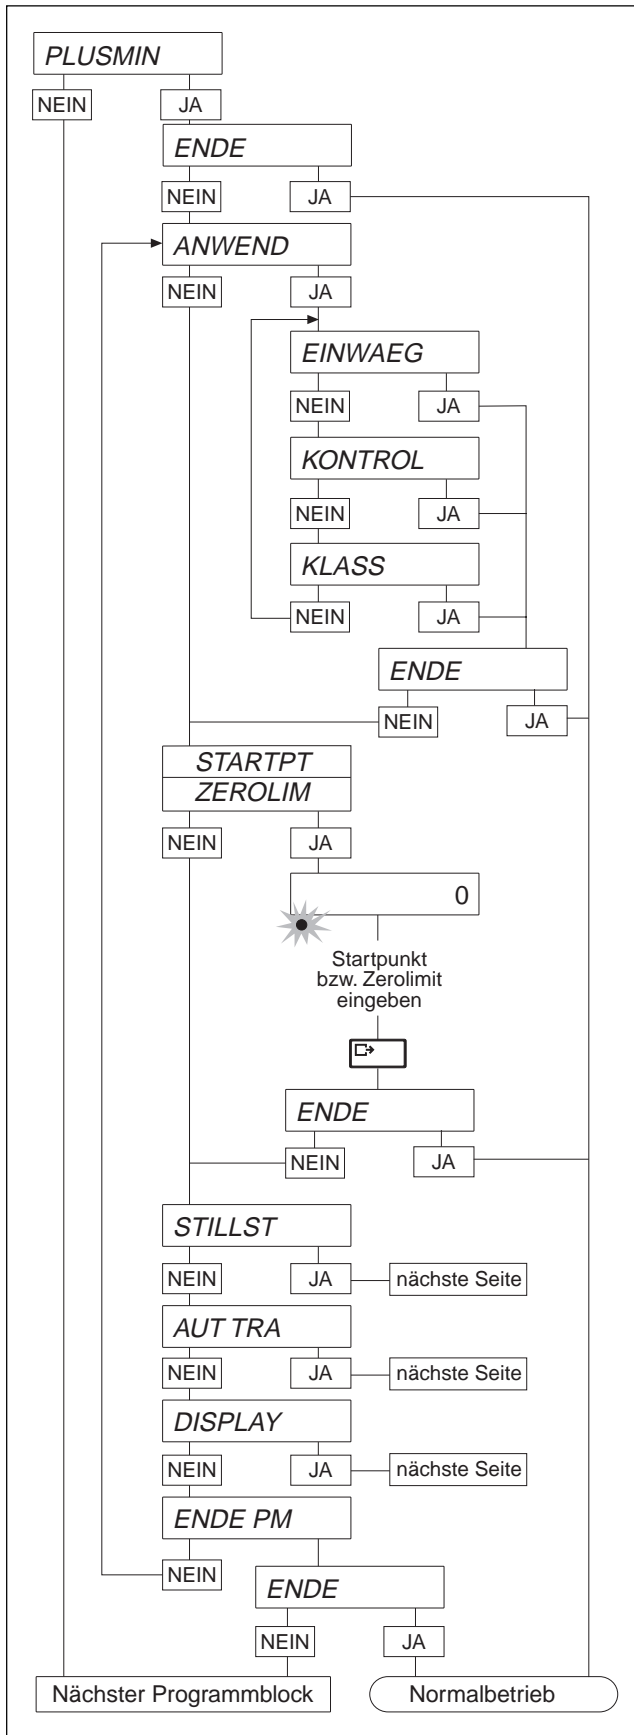 PLUSMIN
NEIN JA
ENDE
NEIN JA
ANWEND
NEIN JA
EINWAEG
NEIN JA
KONTROL
NEIN JA
KLASS
NEIN JA
ENDE
NEIN JA
STARTPT
ZEROLIM
NEIN JA
0
Startpunkt
bzw. Zerolimit
eingeben
ENDE
NEIN JA
STILLST
NEIN JA nächste Seite
AUT TRA
NEIN JA nächste Seite
DISPLAY
NEIN JA nächste Seite
ENDE PM
NEIN
ENDE
NEIN JA
Nächster Programmblock Normalbetrieb